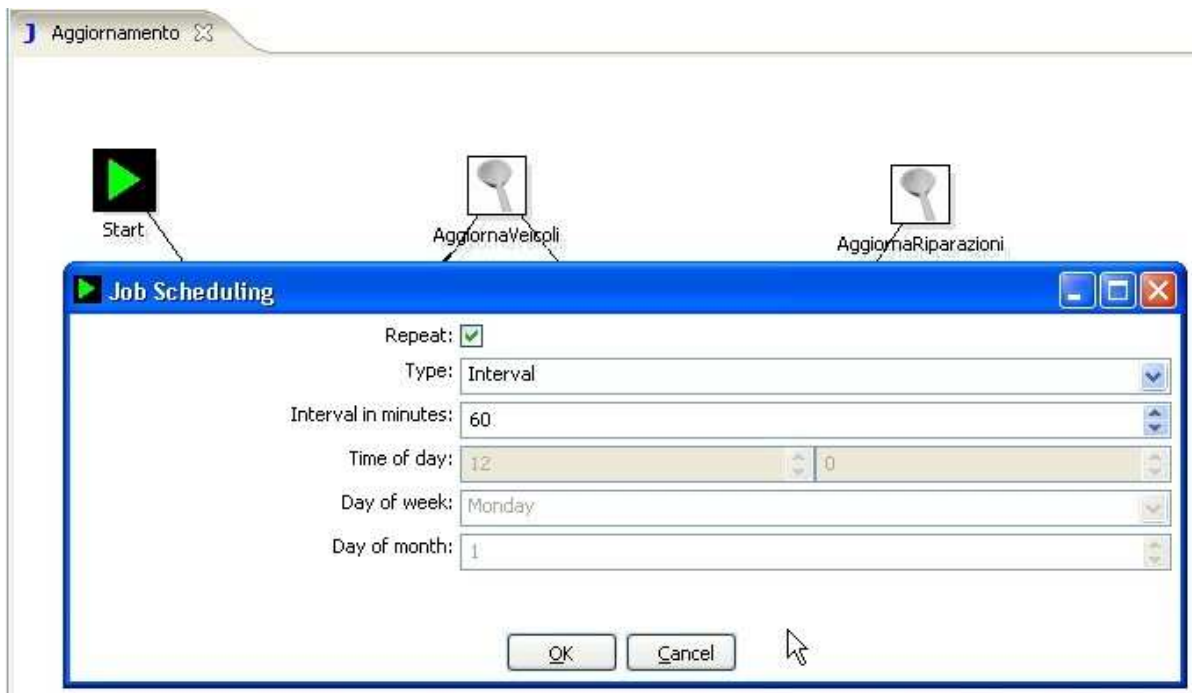 J Aggiornamento
Start
AggiornaVeicoli
AggiornaRiparazioni
Job Scheduling
Repeat:
Type: Interval
Interval in minutes: 60
Time of day: 12 0
Day of week: Monday
Day of month: 1
OK Cancel